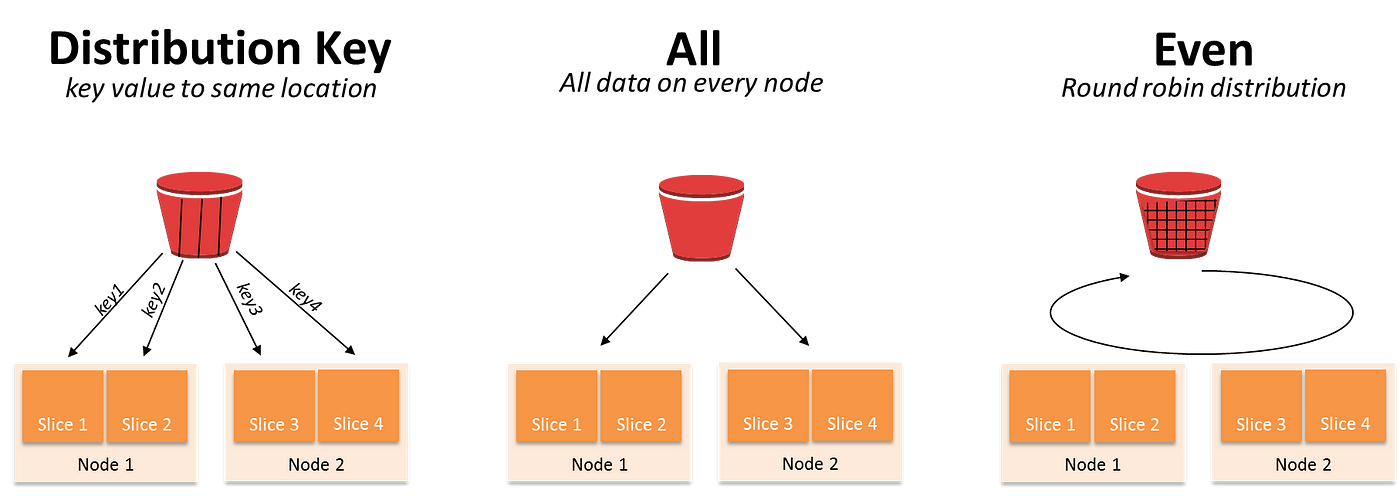 Distribution Key
key value to same location
key1
key2
key3
key4
Slice 1
Slice 2
Node 1
Slice 3
Slice 4
Node 2
All
All data on every node
Slice 1
Slice 2
Node 1
Slice 3
Slice 4
Node 2
Even
Round robin distribution
Slice 1
Slice 2
Node 1
Slice 3
Slice 4
Node 2